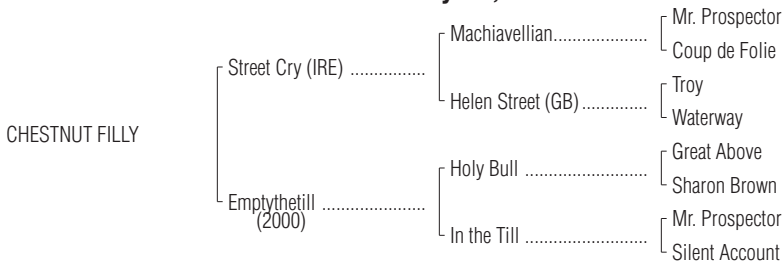 Mr. Prospector
Machiavellian....................
Coup de Folie
Street Cry (IRE) ................
Troy
Helen Street (GB)..............
Waterway
CHESTNUT FILLY
Great Above
Holy Bull ..........................
Sharon Brown
Emptythetill ......................
(2000)
Mr. Prospector
In the Till ..........................
Silent Account